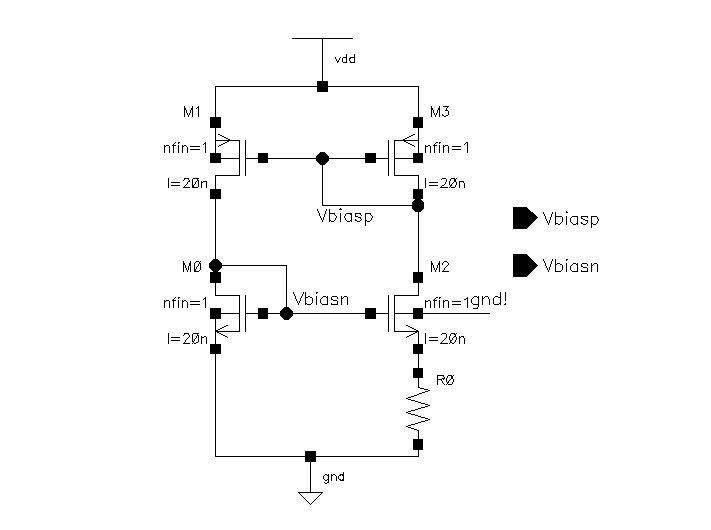 vdd
M1
M3
nfin=1
nfin=1
l=20n
l=20n
Vbiasp
Vbiasp
M0
M2
Vbiasn
nfin=1
Vbiasn
nfin=1
gnd!
l=20n
l=20n
R0
gnd